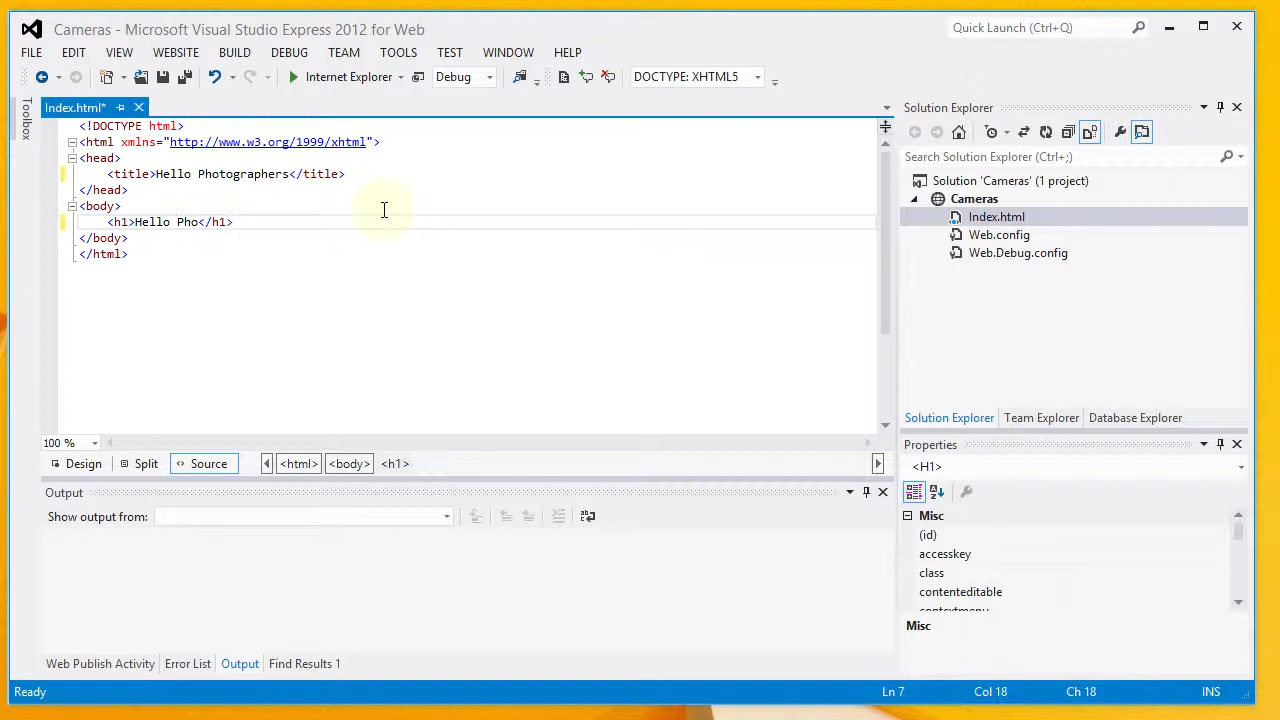 Cameras - Microsoft Visual Studio Express 2012 for Web
Quick Launch (Ctrl+Q)
FILE EDIT VIEW WEBSITE BUILD DEBUG TEAM TOOLS TEST WINDOW HELP
Internet Explorer Debug DOCTYPE: XHTML5
Toolbox
Index.html*
<!DOCTYPE html>
<html xmlns="http://www.w3.org/1999/xhtml">
<head>
<title>Hello Photographers</title>
</head>
<body>
<h1>Hello Pho</h1>
</body>
</html>
100 %
Design Split Source <html> <body> <h1>
Output
Show output from:
Web Publish Activity Error List Output Find Results 1
Solution Explorer
Search Solution Explorer (Ctrl+;)
Solution 'Cameras' (1 project)
Cameras
Index.html
Web.config
Web.Debug.config
Solution Explorer Team Explorer Database Explorer
Properties
<H1>
Misc
(id)
accesskey
class
contenteditable
contextmenu
Misc
Ready Ln 7 Col 18 Ch 18 INS